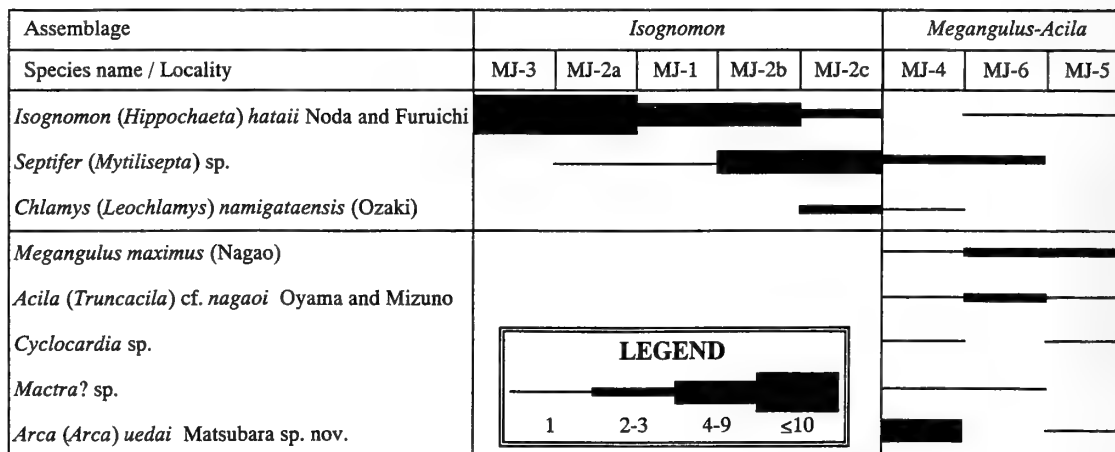 Assemblage Isognomon Megangulus-Acila
Species name / Locality MJ-3 MJ-2a MJ-1 MJ-2b MJ-2c MJ-4 MJ-6 MJ-5
Isognomon (Hippochaeta) hataii Noda and Furuichi
Septifer (Mytilisepta) sp.
Chlamys (Leochlamys) namigataensis (Ozaki)
Megangulus maximus (Nagao)
Acila (Truncacila) cf. nagaoi Oyama and Mizuno
Cyclocardia sp.
Mactra? sp.
Arca (Arca) uedai Matsubara sp. nov.
LEGEND
1 2-3 4-9 ≤10